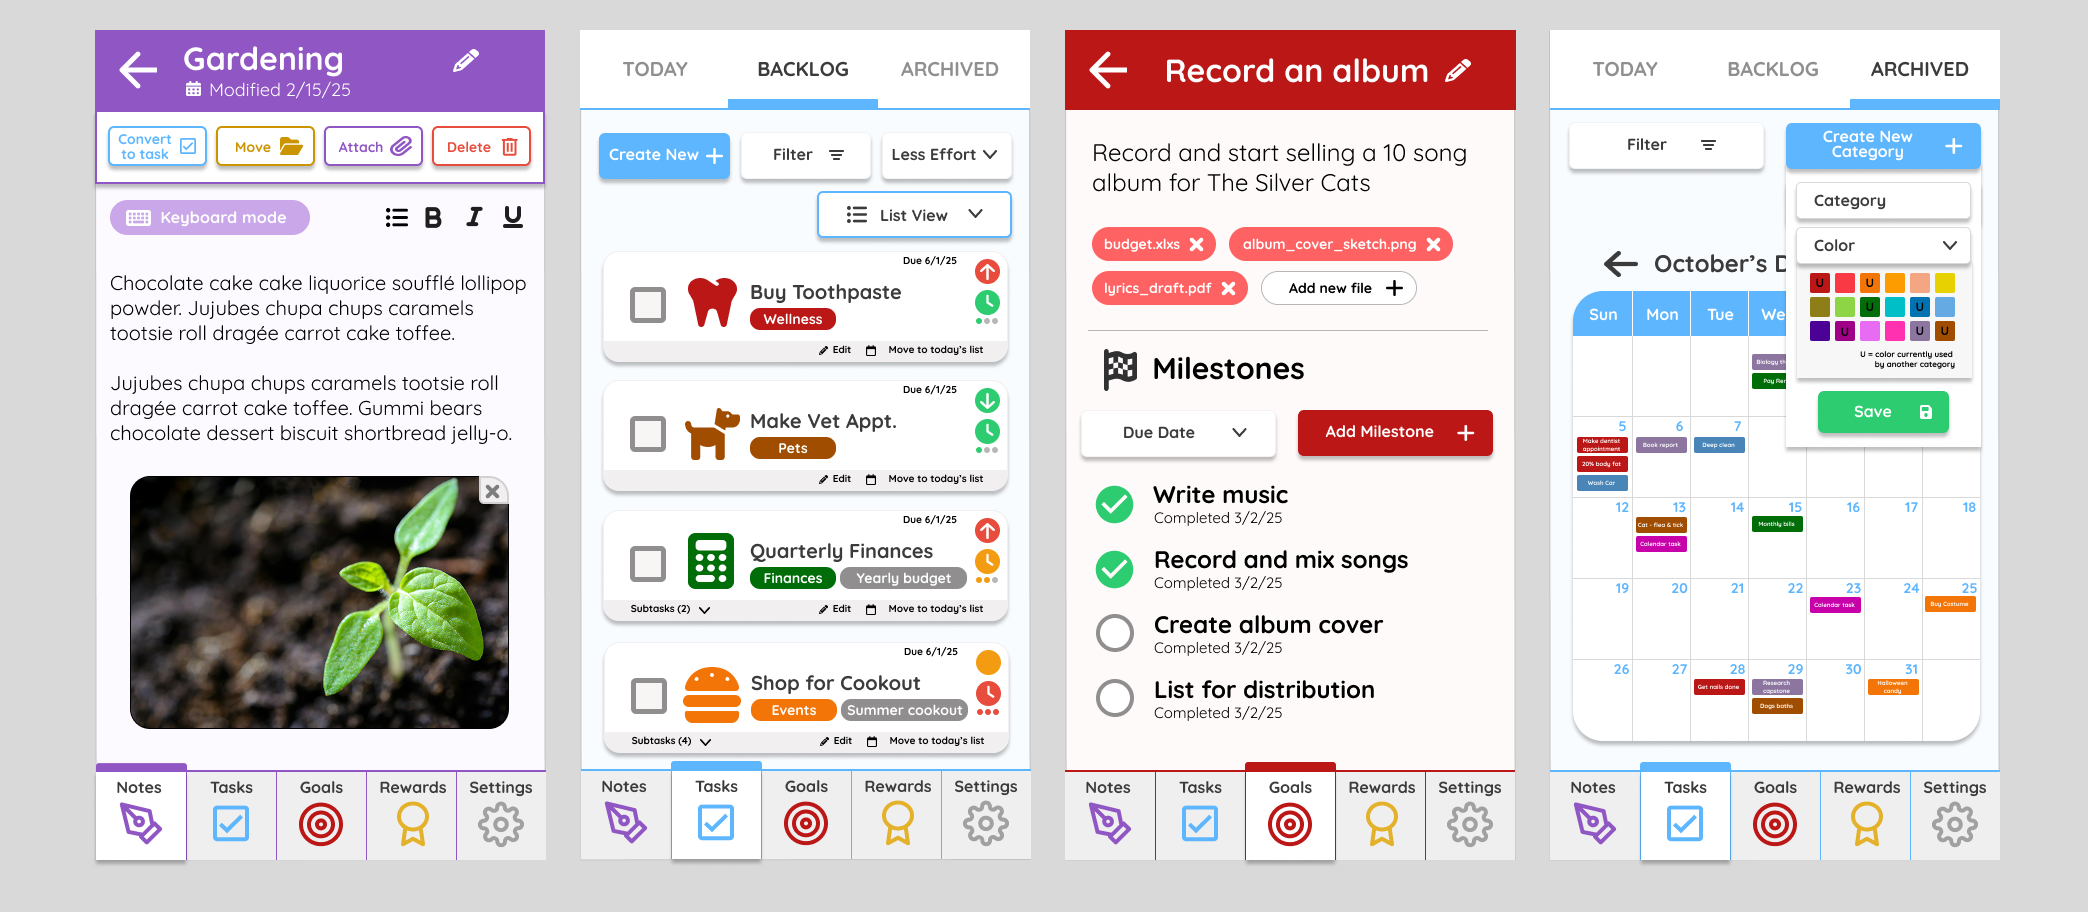 Gardening
Modified 2/15/25
Convert
to task
Move
Attach
Delete
Keyboard mode
B I U
Chocolate cake cake liquorice soufflé lollipop
powder. Jujubes chupa chups caramels
tootsie roll dragée carrot cake toffee.
Jujubes chupa chups caramels tootsie roll
dragée carrot cake toffee. Gummi bears
chocolate dessert biscuit shortbread jelly-o.
Notes Tasks Goals Rewards Settings
TODAY BACKLOG ARCHIVED
Create New
Filter
Less Effort
List View
Due 6/1/25
Buy Toothpaste
Wellness
Edit Move to today's list
Due 6/1/25
Make Vet Appt.
Pets
Edit Move to today's list
Due 6/1/25
Quarterly Finances
Finances Yearly budget
Subtasks (2) Edit Move to today's list
Due 6/1/25
Shop for Cookout
Events Summer cookout
Subtasks (4) Edit Move to today's list
Notes Tasks Goals Rewards Settings
Record an album
Record and start selling a 10 song
album for The Silver Cats
budget.xlxs
album_cover_sketch.png
lyrics_draft.pdf
Add new file
Milestones
Due Date
Add Milestone
Write music
Completed 3/2/25
Record and mix songs
Completed 3/2/25
Create album cover
Completed 3/2/25
List for distribution
Completed 3/2/25
Notes Tasks Goals Rewards Settings
TODAY BACKLOG ARCHIVED
Filter
Create New
Category
Category
Color
U U
U U
U U U
U = color currently used
by another category
Save
October's D
Sun Mon Tue We
Biology th
Pay Ren
5 6 7
Make dentist
appointment
Book report
Deep clean
20% body fat
Wash Car
12 13 14 15 16 17 18
Cat - flea & tick
Monthly bills
Calendar task
19 20 21 22 23 24 25
Calendar task
Buy Costume
26 27 28 29 30 31
Get nails done
Research
capstone
Halloween
candy
Dogs baths
Notes Tasks Goals Rewards Settings